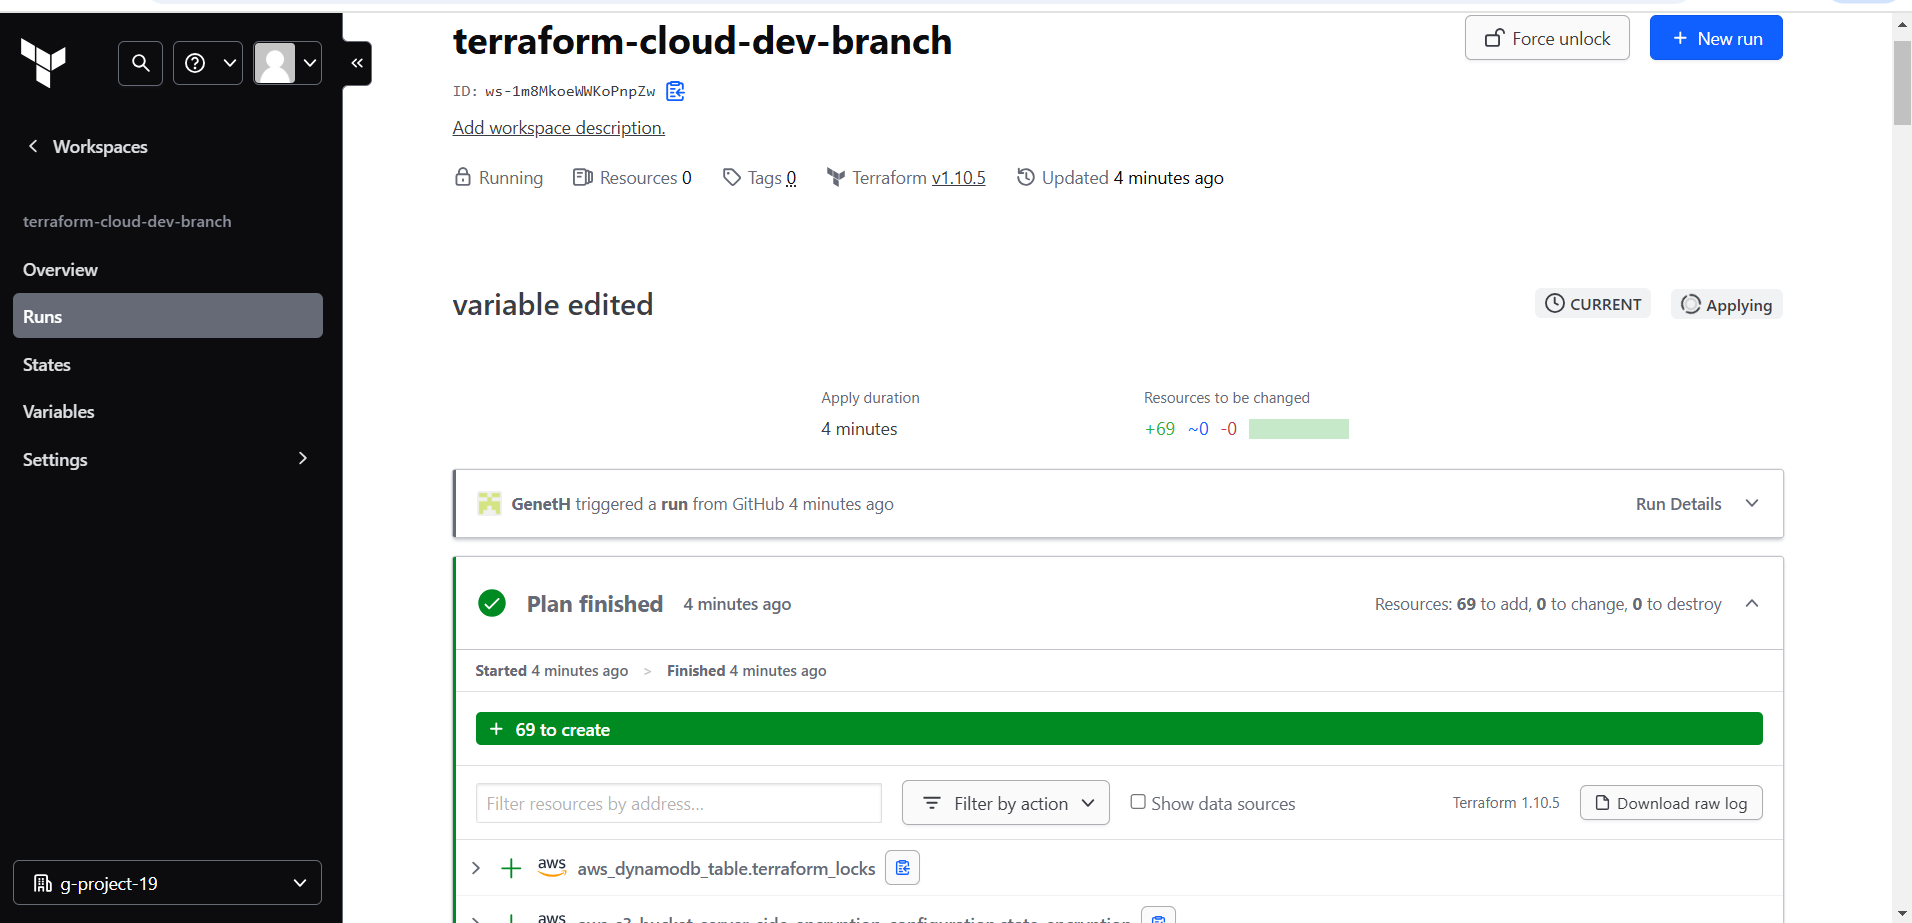 terraform-cloud-dev-branch
Force unlock
+ New run
ID: ws-1m8MkoeWWKoPnpZw
Add workspace description.
Running
Resources 0
Tags 0
Terraform v1.10.5
Updated 4 minutes ago
Workspaces
terraform-cloud-dev-branch
Overview
Runs
States
Variables
Settings
g-project-19
variable edited
CURRENT
Applying
Apply duration
4 minutes
Resources to be changed
+69 ~0 -0
GenetH triggered a run from GitHub 4 minutes ago
Run Details
Plan finished 4 minutes ago
Resources: 69 to add, 0 to change, 0 to destroy
Started 4 minutes ago > Finished 4 minutes ago
+ 69 to create
Filter resources by address...
Filter by action
Show data sources
Terraform 1.10.5
Download raw log
aws aws_dynamodb_table.terraform_locks
aws aws_s3_bucket_server_side_encryption_configuration.state_encryption